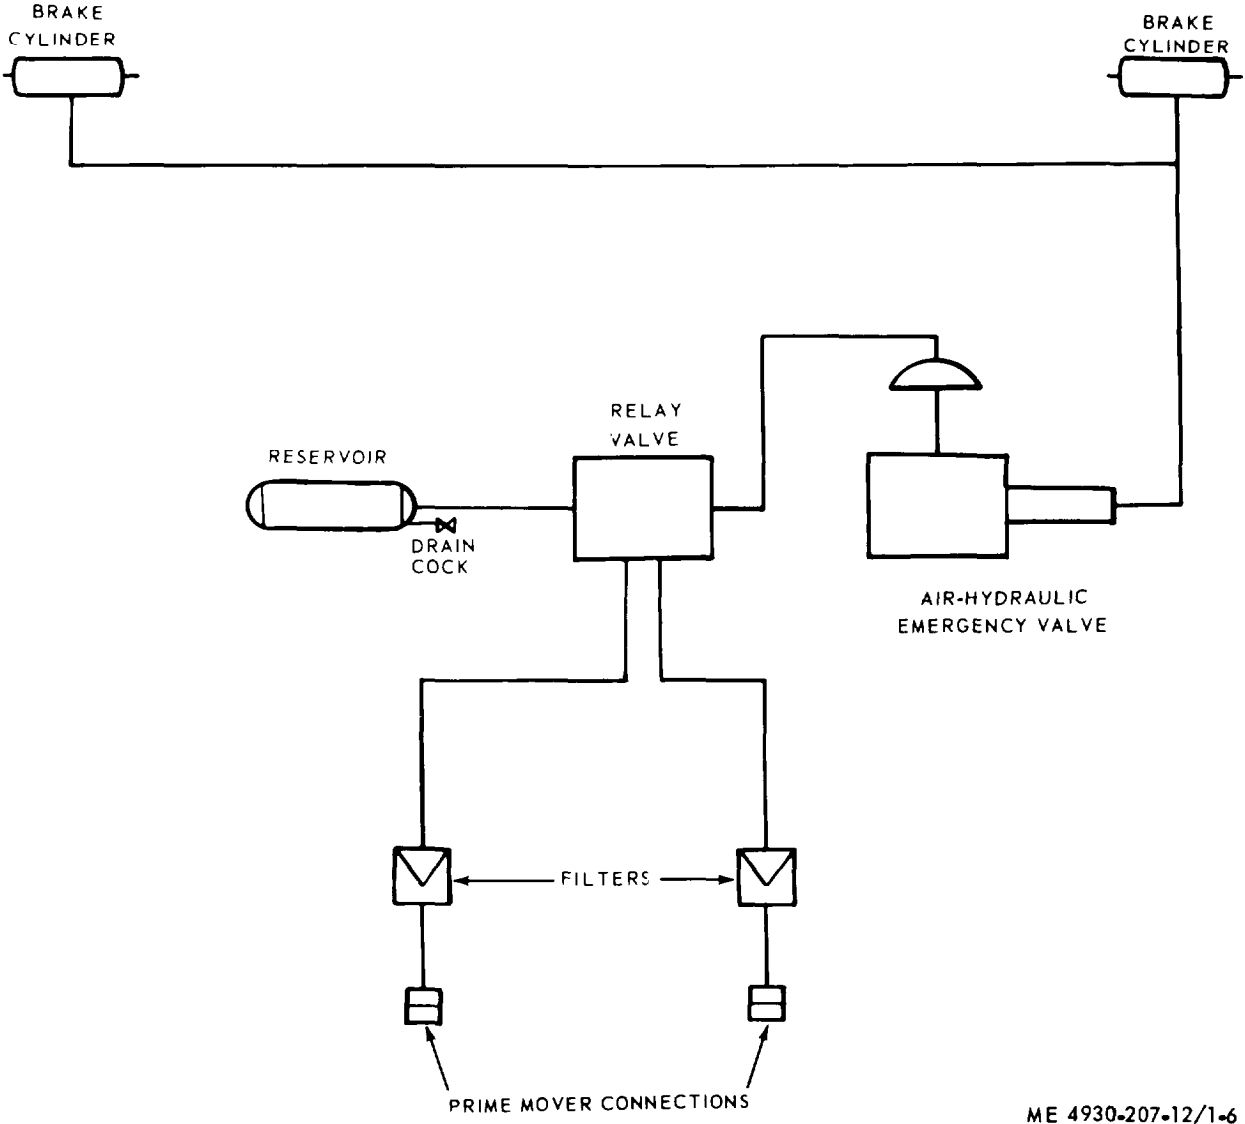 BRAKE
CYLINDER
BRAKE
CYLINDER
RELAY
VALVE
RESERVOIR
DRAIN
COCK
AIR-HYDRAULIC
EMERGENCY VALVE
FILTERS
PRIME MOVER CONNECTIONS
ME 4930-207-12/1-6